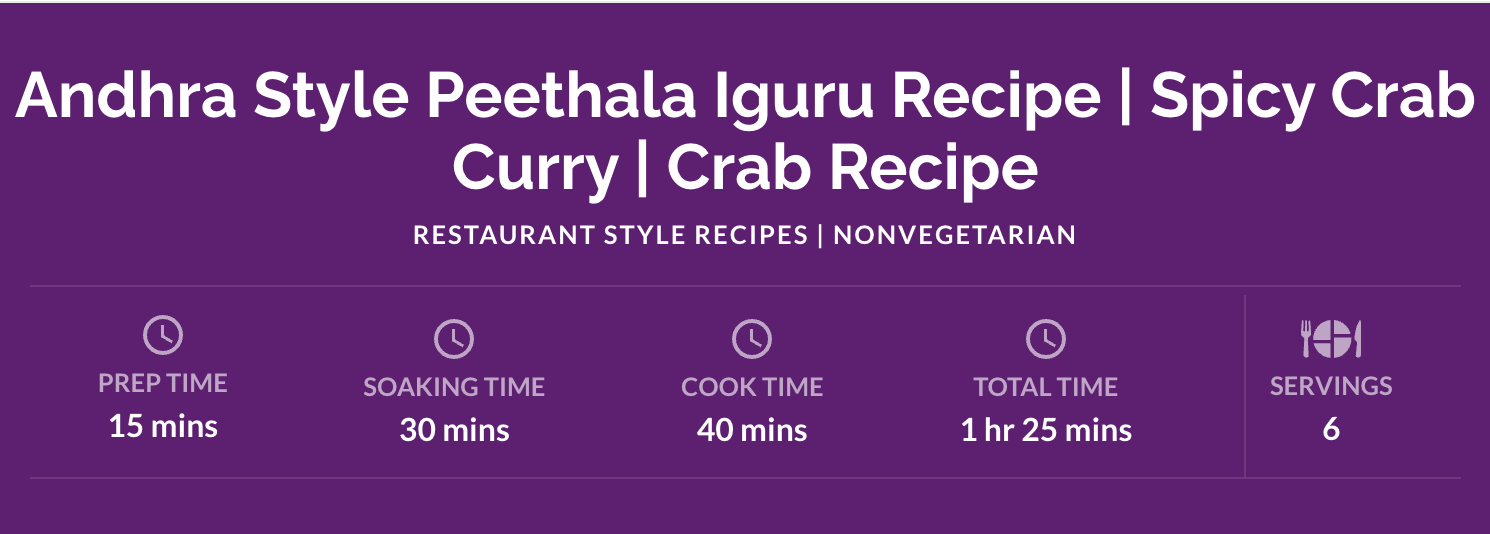 Andhra Style Peethala Iguru Recipe | Spicy Crab
Curry | Crab Recipe
RESTAURANT STYLE RECIPES | NONVEGETARIAN
PREP TIME
15 mins
SOAKING TIME
30 mins
COOK TIME
40 mins
TOTAL TIME
1 hr 25 mins
SERVINGS
6